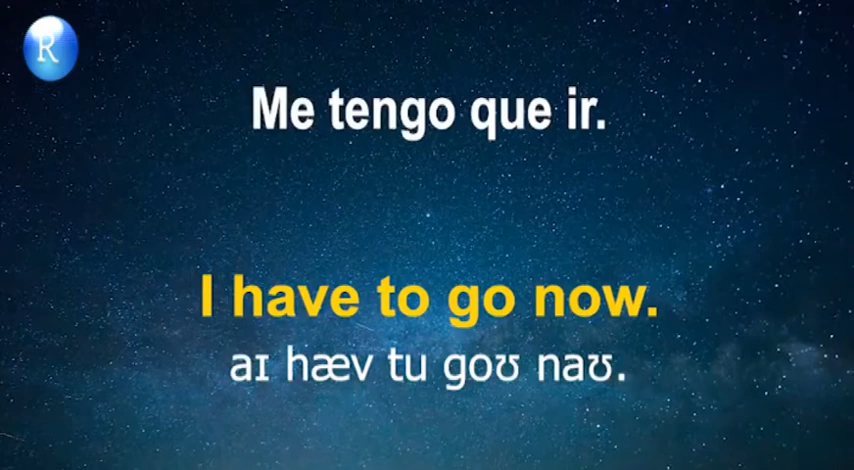 R
Me tengo que ir.
I have to go now.
aɪ hæv tu goʊ naʊ.